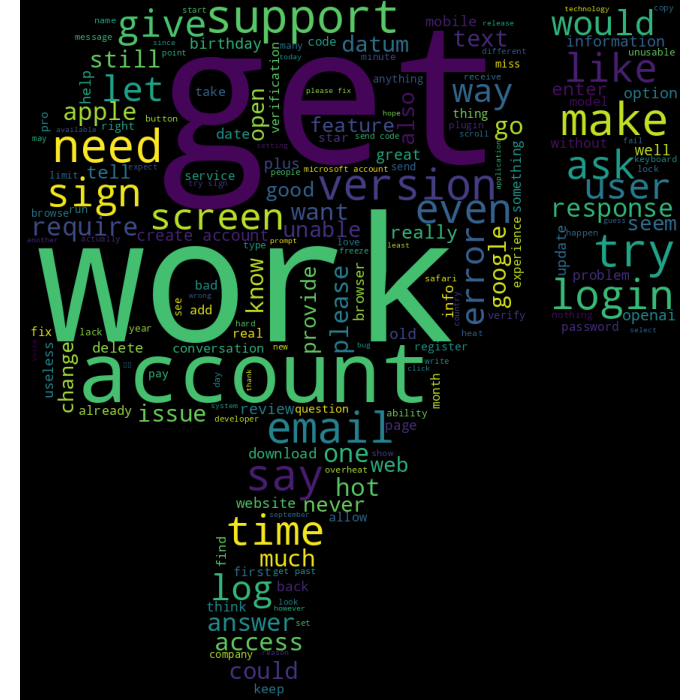 technology copy
name start
give support would
since release
message many code mobile text different information unusable
still birthday datum like
point today minute
help let take anything miss enter option
please fix receive way model
pro apple open verification also thing make
button hope plugin
right date feature go without well
may need star send code scroll fail keyboard
available setting
tell service plus great send lock
expect people microsoft account application ask
limit try sign good version something user
sign
browse run want even response
require screen unable experience guess
create account really try seem
another actually type love error google happen
prompt freeze least update
work know provide please browser safari info country problem
see
bad add wrong verify nothing login
fix lack year hard real old heat password openai
useless change delete conversation new bug register select
pay day thank click write
account
already issue system review question ability month
developer page
email
download one show
say overheat web
hot
website never
september allow
time
find much
first get past
log back
think look however
answer set
access
company reason
could
keep
get